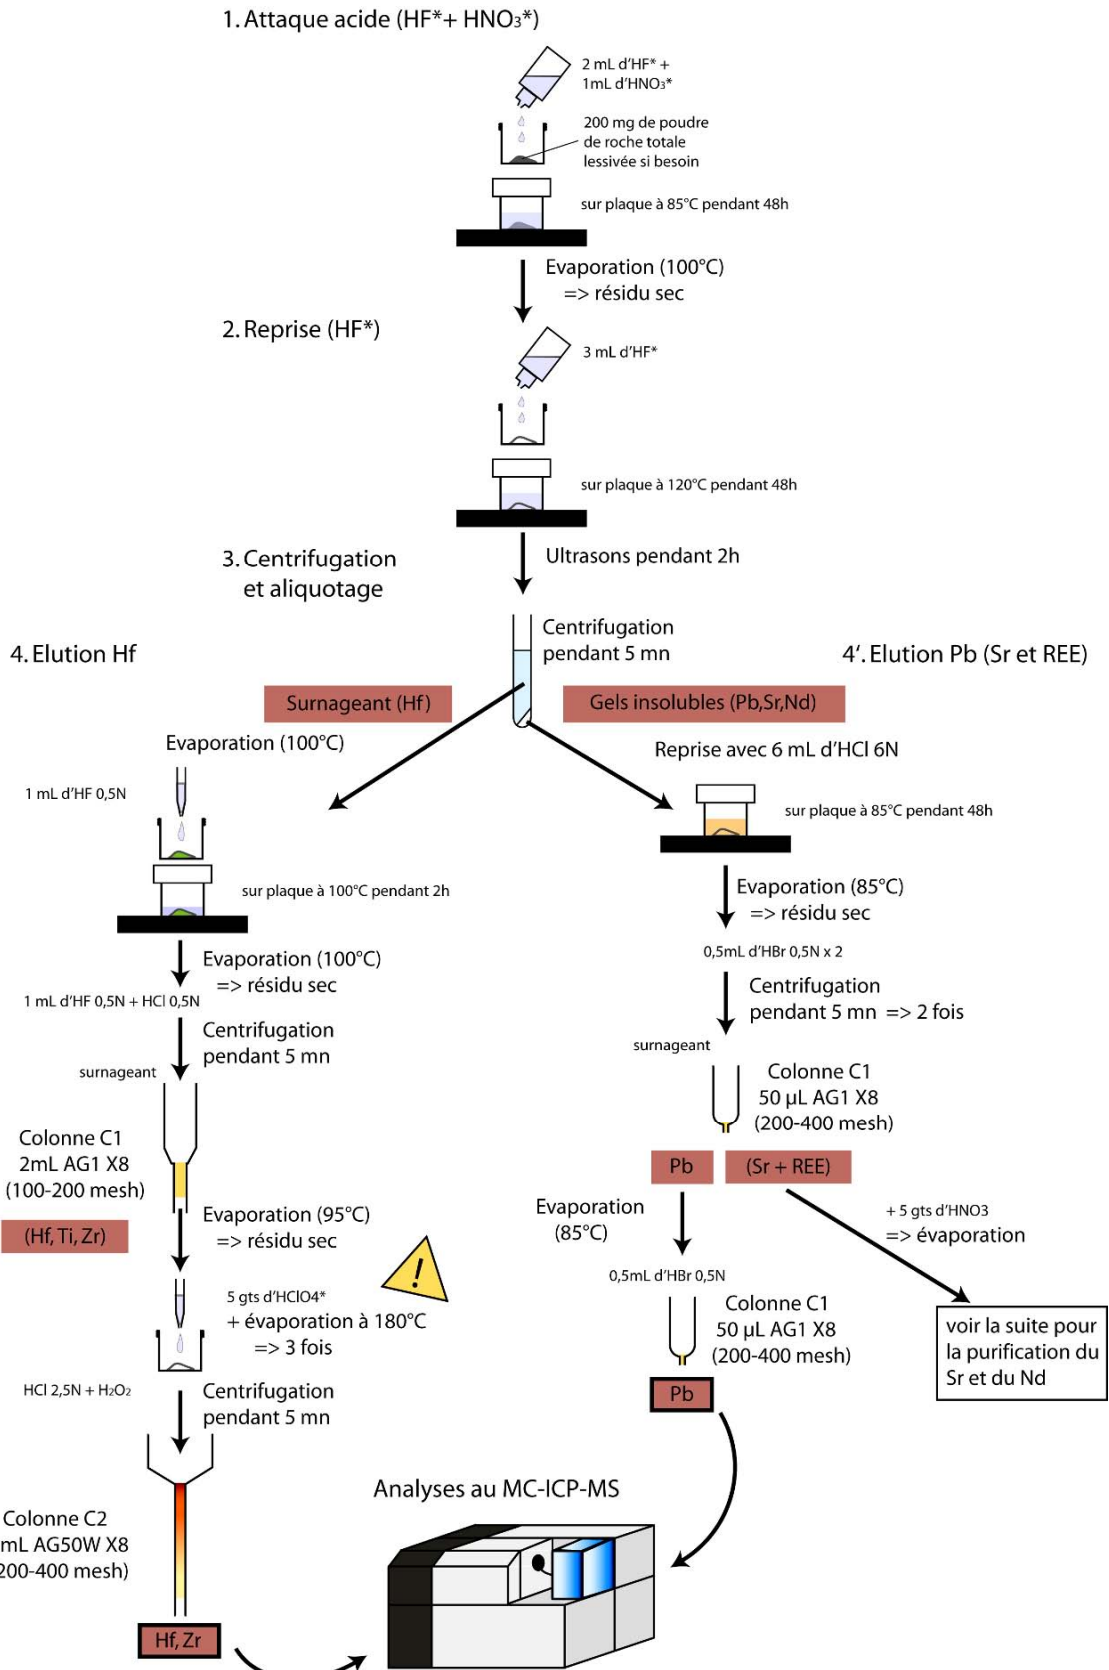 1. Attaque acide (HF*+ HNO3*)
2 mL d'HF* +
1mL d'HNO3*
200 mg de poudre
de roche totale
lessivée si besoin
sur plaque à 85°C pendant 48h
Evaporation (100°C)
=> résidu sec
2. Reprise (HF*)
3 mL d'HF*
sur plaque à 120°C pendant 48h
Ultrasons pendant 2h
3. Centrifugation
et aliquotage
Centrifugation
pendant 5 mn
4. Elution Hf
Surnageant (Hf)
Evaporation (100°C)
1 mL d'HF 0,5N
sur plaque à 100°C pendant 2h
Evaporation (100°C)
=> résidu sec
1 mL d'HF 0,5N + HCl 0,5N
Centrifugation
pendant 5 mn
surnageant
Colonne C1
2mL AG1 X8
(100-200 mesh)
(Hf, Ti, Zr)
Evaporation (95°C)
=> résidu sec
!
5 gts d'HClO4*
+ évaporation à 180°C
=> 3 fois
HCl 2,5N + H2O2
Centrifugation
pendant 5 mn
Colonne C2
mL AG50W X8
200-400 mesh)
Hf, Zr
4'. Elution Pb (Sr et REE)
Gels insolubles (Pb,Sr,Nd)
Reprise avec 6 mL d'HCl 6N
sur plaque à 85°C pendant 48h
Evaporation (85°C)
=> résidu sec
0,5mL d'HBr 0,5N x 2
Centrifugation
pendant 5 mn => 2 fois
surnageant
Colonne C1
50 µL AG1 X8
(200-400 mesh)
Pb
(Sr + REE)
Evaporation
(85°C)
+ 5 gts d'HNO3
=> évaporation
0,5mL d'HBr 0,5N
Colonne C1
50 µL AG1 X8
(200-400 mesh)
voir la suite pour
la purification du
Sr et du Nd
Pb
Analyses au MC-ICP-MS